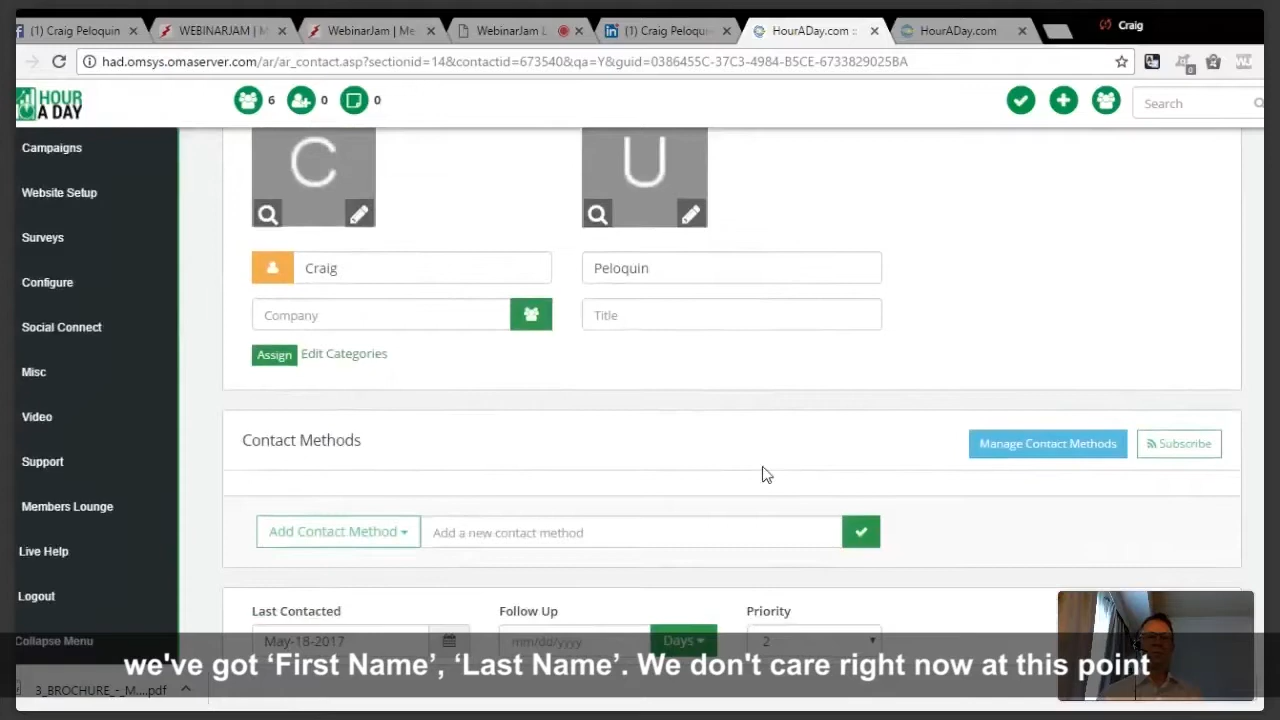 (1) Craig Peloquin
WEBINARJAM | M
WebinarJam | Me
WebinarJam L
(1) Craig Peloqui
HourADay.com ::
HourADay.com
Craig
had.omsys.omaserver.com/ar/ar_contact.asp?sectionid=14&contactid=673540&qa=Y&guid=0386455C-37C3-4984-B5CE-6733829025BA
HOUR
A DAY
6
0
0
Search
Campaigns
Website Setup
Surveys
Configure
Social Connect
Misc
Video
Support
Members Lounge
Live Help
Logout
Collapse Menu
C
U
Craig
Peloquin
Company
Title
Assign Edit Categories
Contact Methods
Manage Contact Methods
Subscribe
Add Contact Method
Add a new contact method
Last Contacted
Follow Up
Priority
May-18-2017
mm/dd/yyyy
Days
2
we've got ‘First Name’, ‘Last Name’. We don't care right now at this point
3_BROCHURE_-_M....pdf